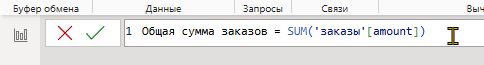 Буфер обмена Данные Запросы Связи Выч
1 Общая сумма заказов = SUM('заказы'[amount])